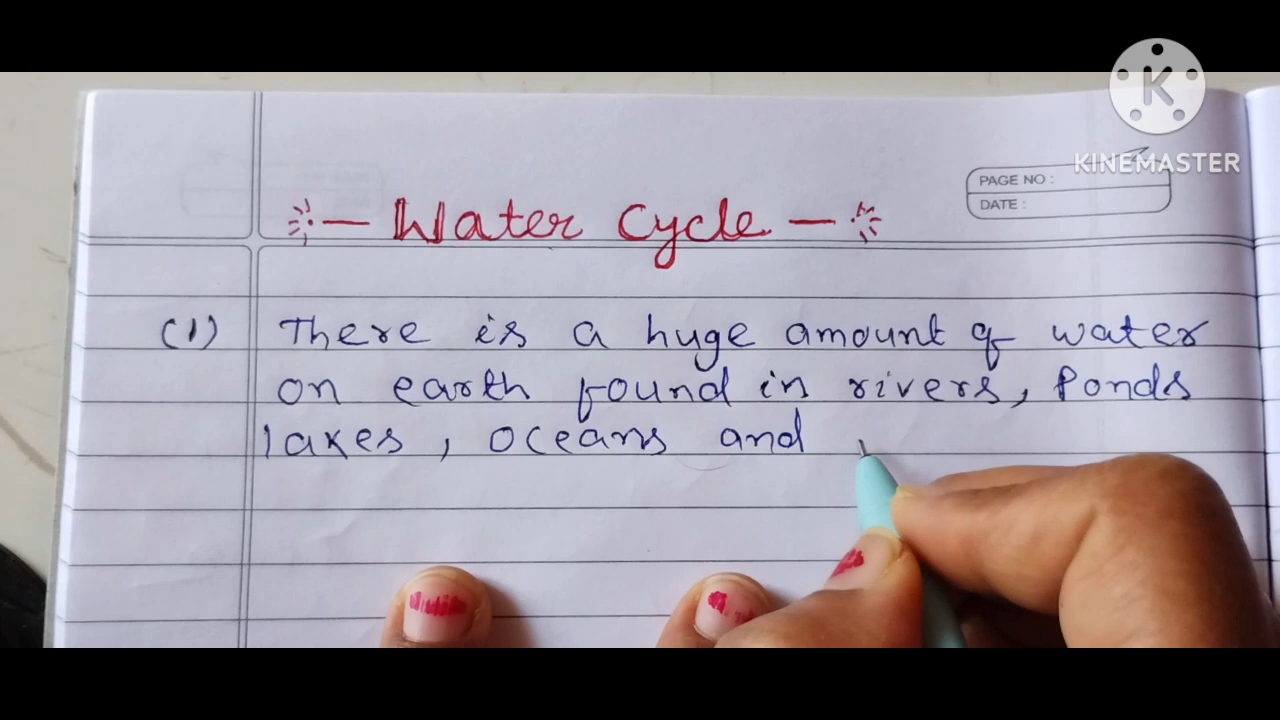 KINEMASTER
PAGE NO :
DATE :
Water Cycle
(1) There is a huge amount of water
on earth found in rivers, Ponds
lakes, oceans and